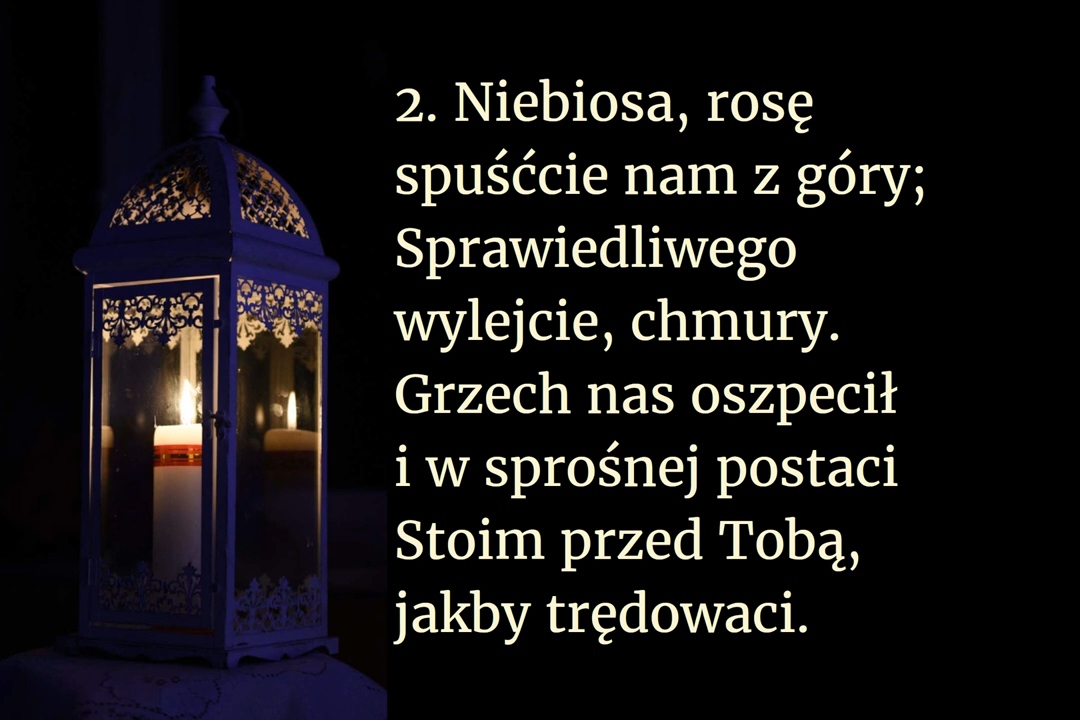 2. Niebiosa, rosę
spuśćcie nam z góry;
Sprawiedliwego
wylejcie, chmury.
Grzech nas oszpecił
i w sprośnej postaci
Stoim przed Tobą,
jakby trędowaci.